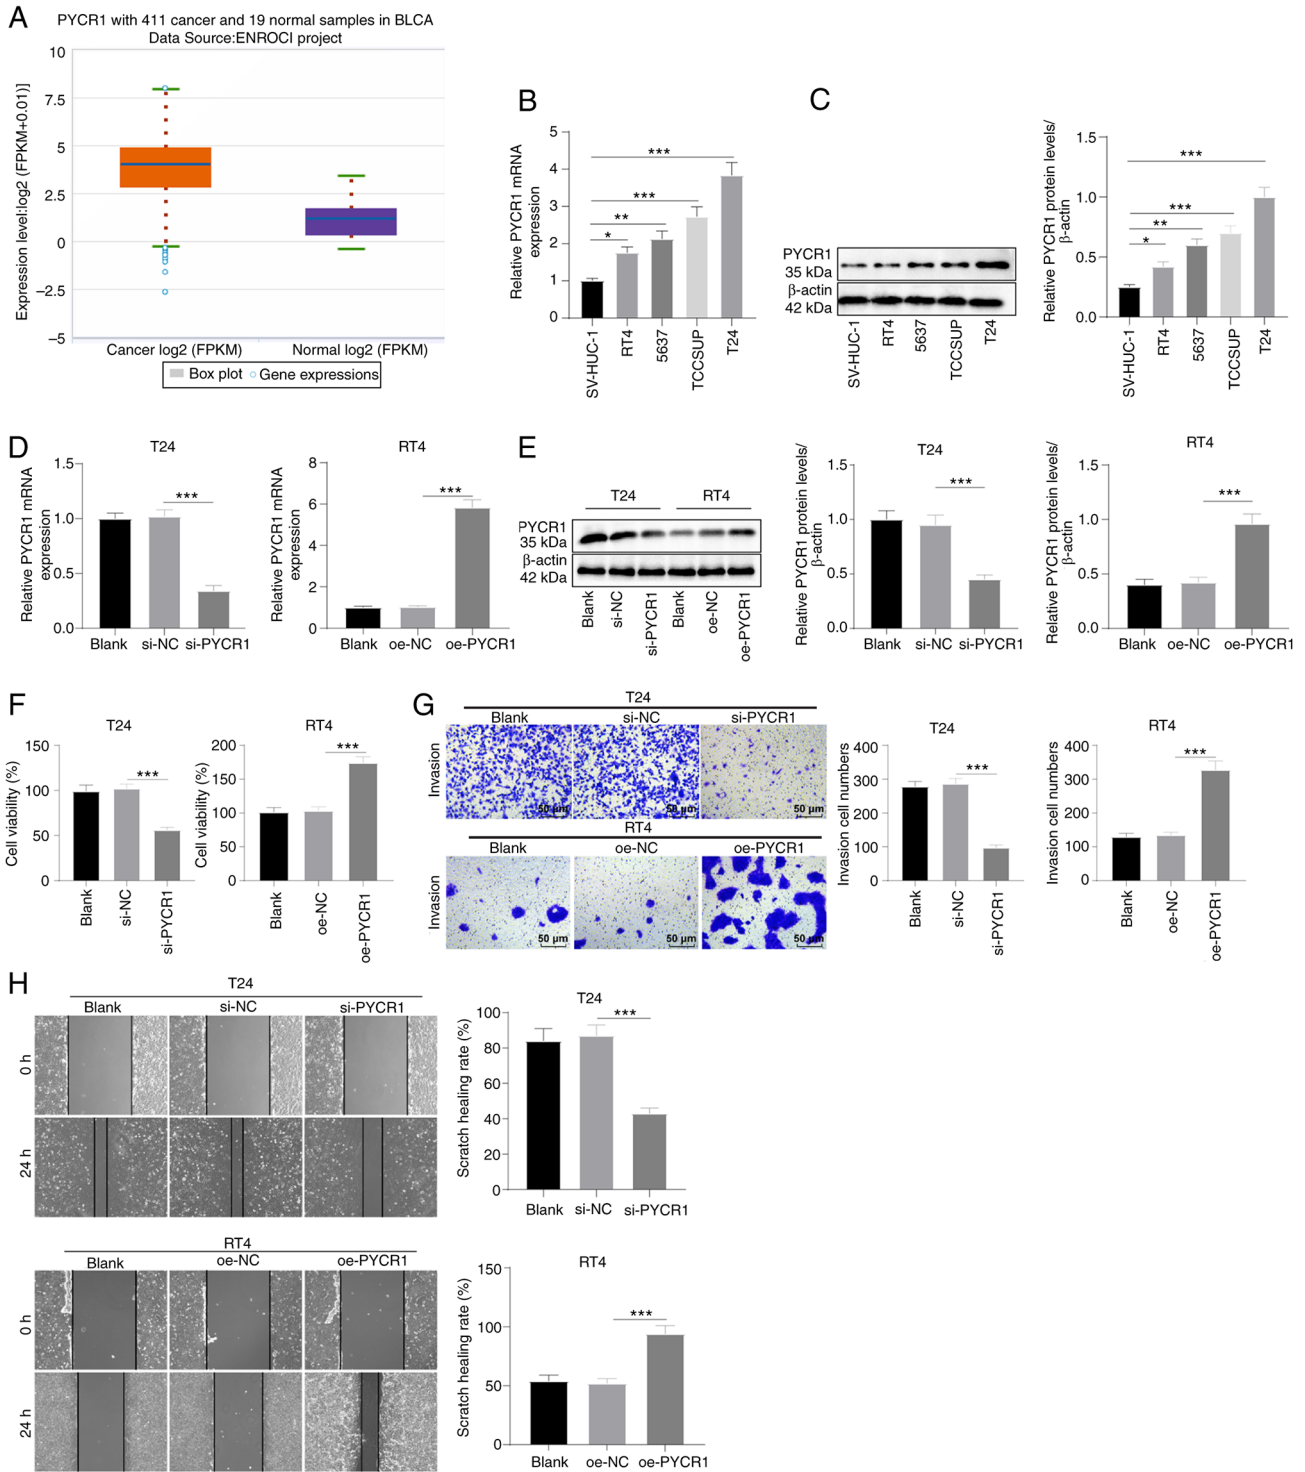 A
PYCR1 with 411 cancer and 19 normal samples in BLCA
Data Source:ENROCI project
Expression level:log2 (FPKM+0.01)]
10
7.5
5
2.5
0
−2.5
−5
Cancer log2 (FPKM)
Normal log2 (FPKM)
Box plot
Gene expressions
B
Relative PYCR1 mRNA
expression
5
4
3
2
1
0
***
***
**
*
SV-HUC-1
RT4
5637
TCCSUP
T24
C
PYCR1
35 kDa
β-actin
42 kDa
SV-HUC-1
RT4
5637
TCCSUP
T24
Relative PYCR1 protein levels/
β-actin
1.5
1.0
0.5
0.0
***
***
**
*
SV-HUC-1
RT4
5637
TCCSUP
T24
D
T24
Relative PYCR1 mRNA
expression
1.5
1.0
0.5
0.0
***
Blank
si-NC
si-PYCR1
RT4
Relative PYCR1 mRNA
expression
8
6
4
2
0
***
Blank
oe-NC
oe-PYCR1
E
T24
RT4
PYCR1
35 kDa
β-actin
42 kDa
Blank
si-NC
si-PYCR1
Blank
oe-NC
oe-PYCR1
T24
Relative PYCR1 protein levels/
β-actin
1.5
1.0
0.5
0.0
***
Blank
si-NC
si-PYCR1
RT4
Relative PYCR1 protein levels/
β-actin
1.5
1.0
0.5
0.0
***
Blank
oe-NC
oe-PYCR1
F
T24
Cell viability (%)
150
100
50
0
***
Blank
si-NC
si-PYCR1
RT4
Cell viability (%)
200
150
100
50
0
***
Blank
oe-NC
oe-PYCR1
G
T24
Blank
si-NC
si-PYCR1
Invasion
50 µm
50 µm
50 µm
RT4
Blank
oe-NC
oe-PYCR1
Invasion
50 µm
50 µm
50 µm
T24
Invasion cell numbers
400
300
200
100
0
***
Blank
si-NC
si-PYCR1
RT4
Invasion cell numbers
400
300
200
100
0
***
Blank
oe-NC
oe-PYCR1
H
T24
Blank
si-NC
si-PYCR1
0 h
24 h
T24
Scratch healing rate (%)
100
80
60
40
20
0
***
Blank
si-NC
si-PYCR1
RT4
Blank
oe-NC
oe-PYCR1
0 h
24 h
RT4
Scratch healing rate (%)
150
100
50
0
***
Blank
oe-NC
oe-PYCR1